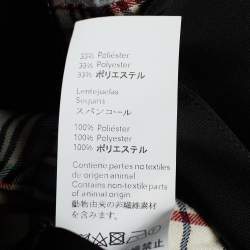 33% Poliéster
33% Polyester
33% ポリエステル
Lentejuelas
Sequins
スパンコール
100% Poliéster
100% Polyester
100% ポリエステル
Contiene partes no textiles
de origen animal
Contains non-textile parts
of animal origin.
動物由来の非繊維素材
を含みます。